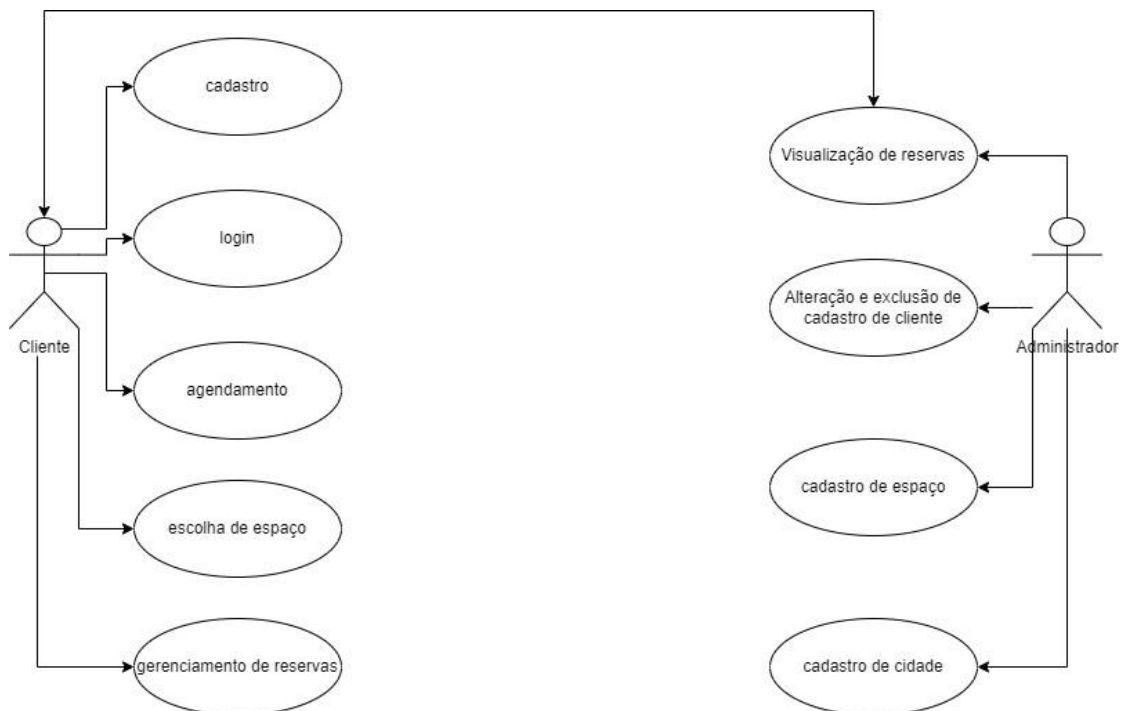 cadastro
Visualização de reservas
login
Alteração e exclusão de
cadastro de cliente
Cliente
Administrador
agendamento
cadastro de espaço
escolha de espaço
gerenciamento de reservas
cadastro de cidade